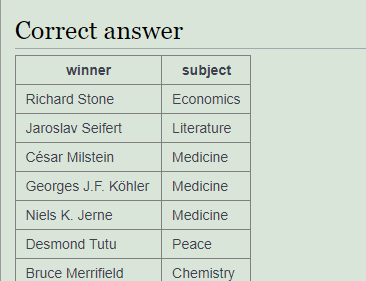 Correct answer
winner subject
Richard Stone Economics
Jaroslav Seifert Literature
César Milstein Medicine
Georges J.F. Köhler Medicine
Niels K. Jerne Medicine
Desmond Tutu Peace
Bruce Merrifield Chemistry